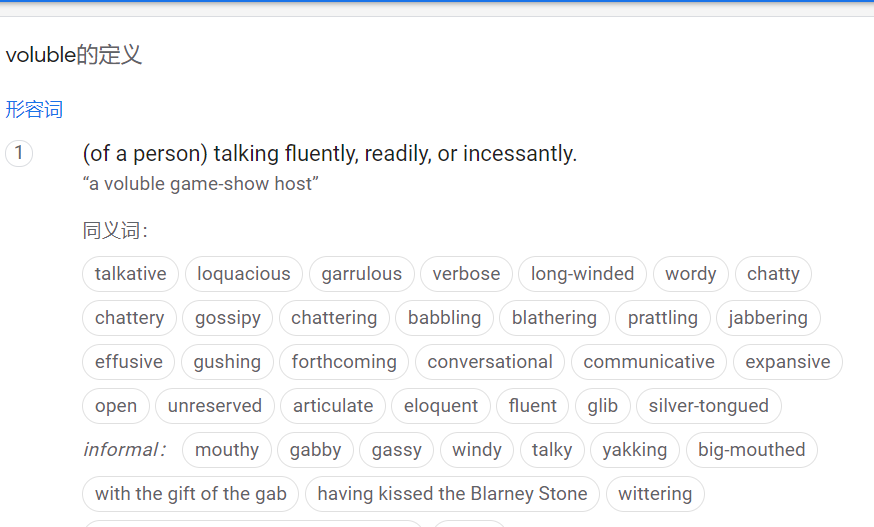 voluble的定义
形容词
1 (of a person) talking fluently, readily, or incessantly.
“a voluble game-show host”
同义词：
talkative loquacious garrulous verbose long-winded wordy chatty
chattery gossipy chattering babbling blathering prattling jabbering
effusive gushing forthcoming conversational communicative expansive
open unreserved articulate eloquent fluent glib silver-tongued
informal： mouthy gabby gassy windy talky yakking big-mouthed
with the gift of the gab having kissed the Blarney Stone wittering